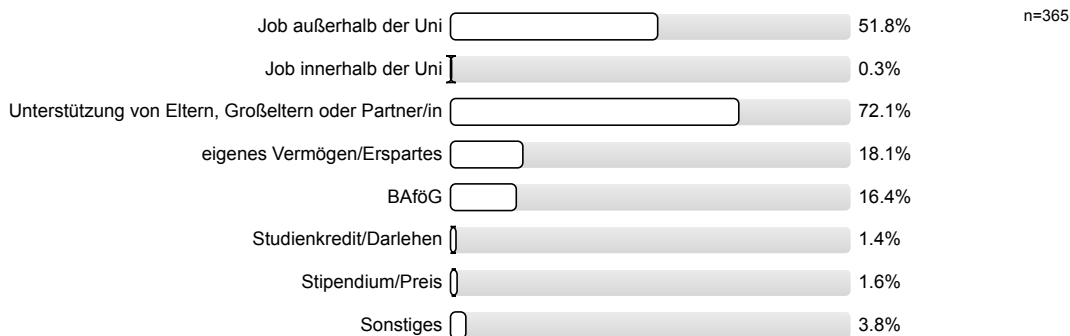 Job außerhalb der Uni 51.8% n=365
Job innerhalb der Uni 0.3%
Unterstützung von Eltern, Großeltern oder Partner/in 72.1%
eigenes Vermögen/Erspartes 18.1%
BAföG 16.4%
Studienkredit/Darlehen 1.4%
Stipendium/Preis 1.6%
Sonstiges 3.8%